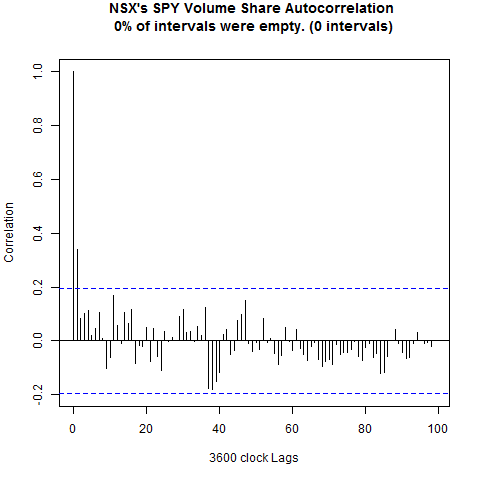 NSX's SPY Volume Share Autocorrelation
0% of intervals were empty. (0 intervals)
1.0
0.8
0.6
0.4
0.2
0.0
-0.2
Correlation
0 20 40 60 80 100
3600 clock Lags